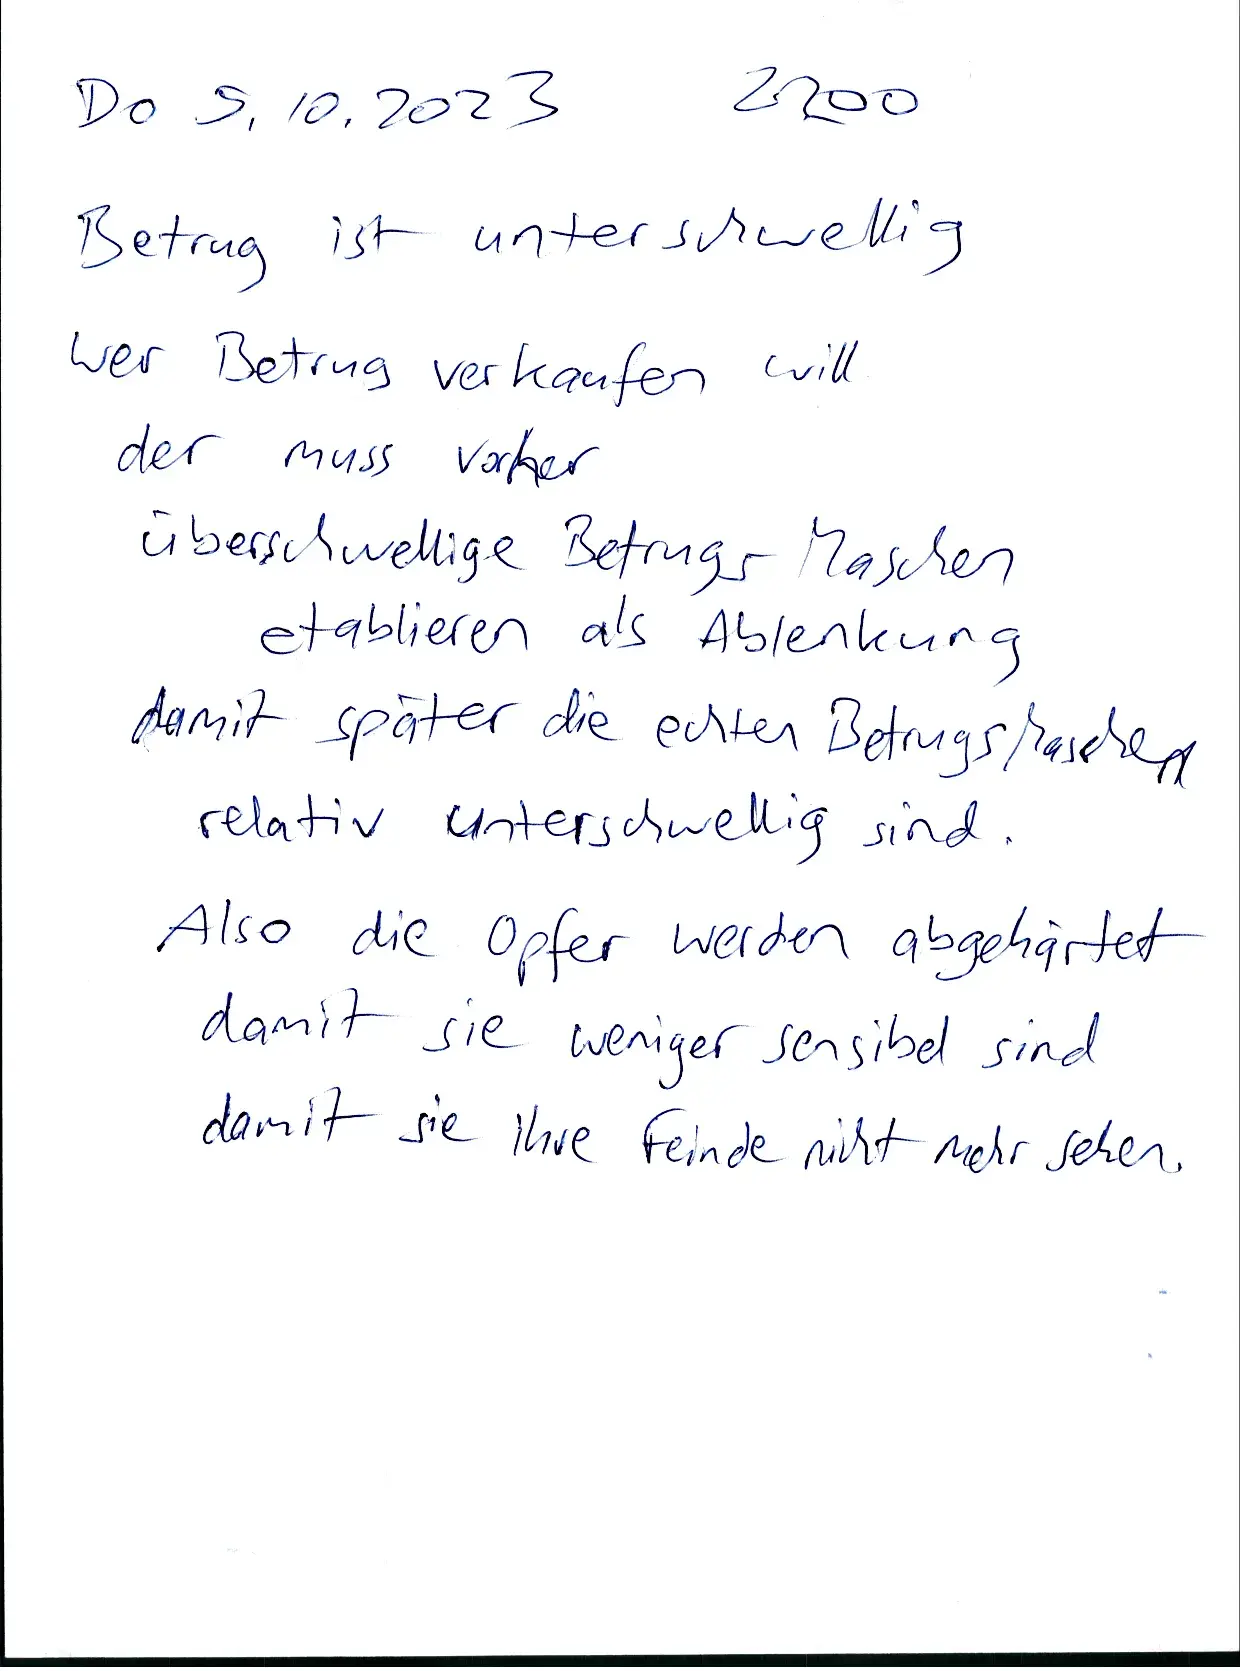 Do 5.10.2023 2200
Betrug ist unterschwellig
wer Betrug verkaufen will
der muss vorher
überschwellige Betrugs-Maschen
etablieren als Ablenkung
damit später die echten BetrugsMaschen
relativ unterschwellig sind.
Also die Opfer werden abgehärtet
damit sie weniger sensibel sind
damit sie ihre Feinde nicht mehr sehen.